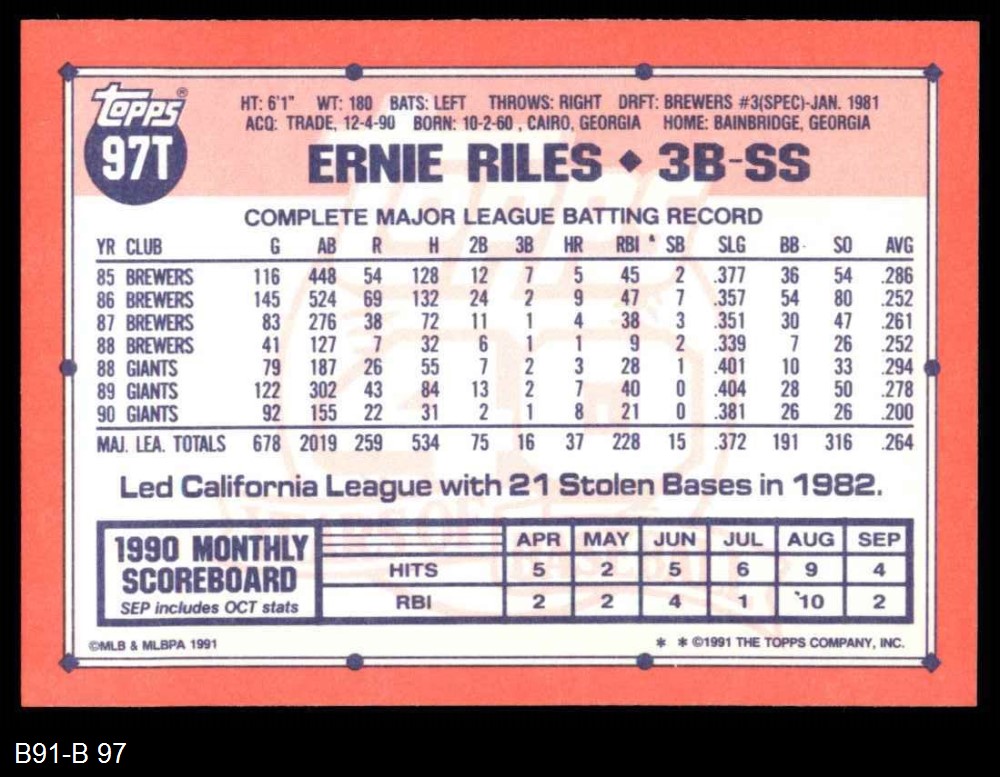 TOPPS®
97T
HT: 6'1" WT: 180 BATS: LEFT THROWS: RIGHT DRFT: BREWERS #3(SPEC)-JAN. 1981
ACQ: TRADE, 12-4-90 BORN: 10-2-60 , CAIRO, GEORGIA HOME: BAINBRIDGE, GEORGIA
ERNIE RILES ◆ 3B-SS
COMPLETE MAJOR LEAGUE BATTING RECORD
YR CLUB G AB R H 2B 3B HR RBI SB SLG BB SO AVG
85 BREWERS 116 448 54 128 12 7 5 45 2 .377 36 54 .286
86 BREWERS 145 524 69 132 24 2 9 47 7 .357 54 80 .252
87 BREWERS 83 276 38 72 11 1 4 38 3 .351 30 47 .261
88 BREWERS 41 127 7 32 6 1 1 9 2 .339 7 26 .252
88 GIANTS 79 187 26 55 7 2 3 28 1 .401 10 33 .294
89 GIANTS 122 302 43 84 13 2 7 40 0 .404 28 50 .278
90 GIANTS 92 155 22 31 2 1 8 21 0 .381 26 26 .200
MAJ. LEA. TOTALS 678 2019 259 534 75 16 37 228 15 .372 191 316 .264
Led California League with 21 Stolen Bases in 1982.
1990 MONTHLY
SCOREBOARD
SEP includes OCT stats
APR MAY JUN JUL AUG SEP
HITS 5 2 5 6 9 4
RBI 2 2 4 1 10 2
©MLB & MLBPA 1991
* * ©1991 THE TOPPS COMPANY, INC.
B91-B 97